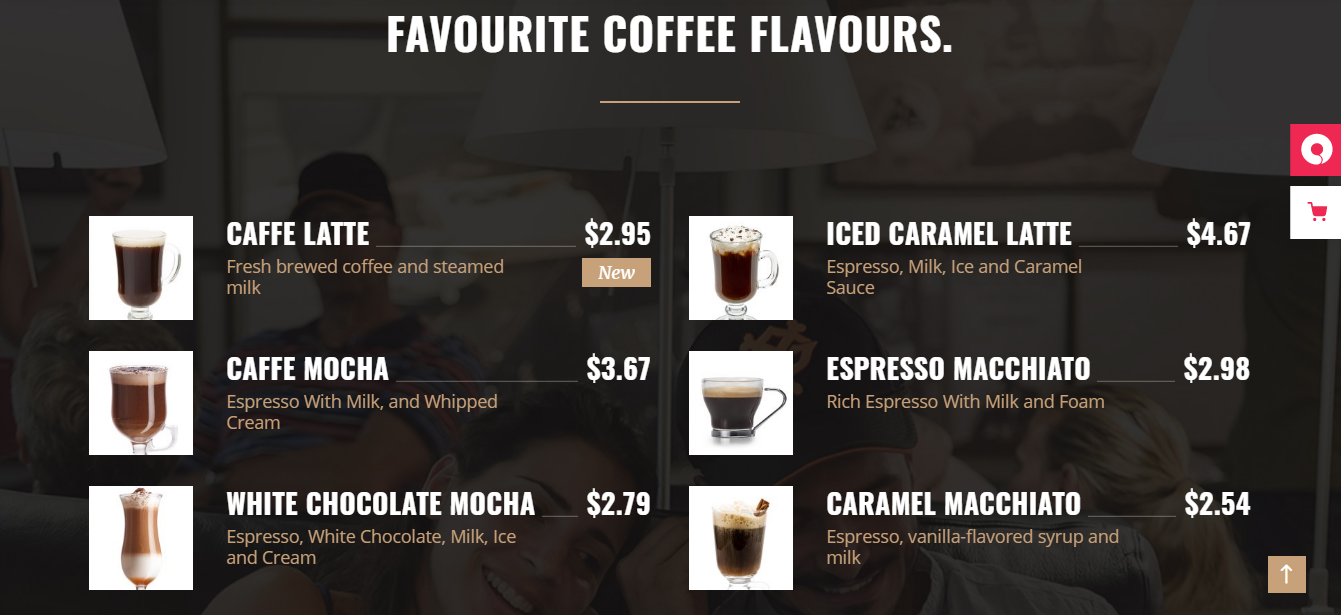 FAVOURITE COFFEE FLAVOURS.
CAFFE LATTE $2.95
Fresh brewed coffee and steamed
milk
New
ICED CARAMEL LATTE $4.67
Espresso, Milk, Ice and Caramel
Sauce
CAFFE MOCHA $3.67
Espresso With Milk, and Whipped
Cream
ESPRESSO MACCHIATO $2.98
Rich Espresso With Milk and Foam
WHITE CHOCOLATE MOCHA $2.79
Espresso, White Chocolate, Milk, Ice
and Cream
CARAMEL MACCHIATO $2.54
Espresso, vanilla-flavored syrup and
milk